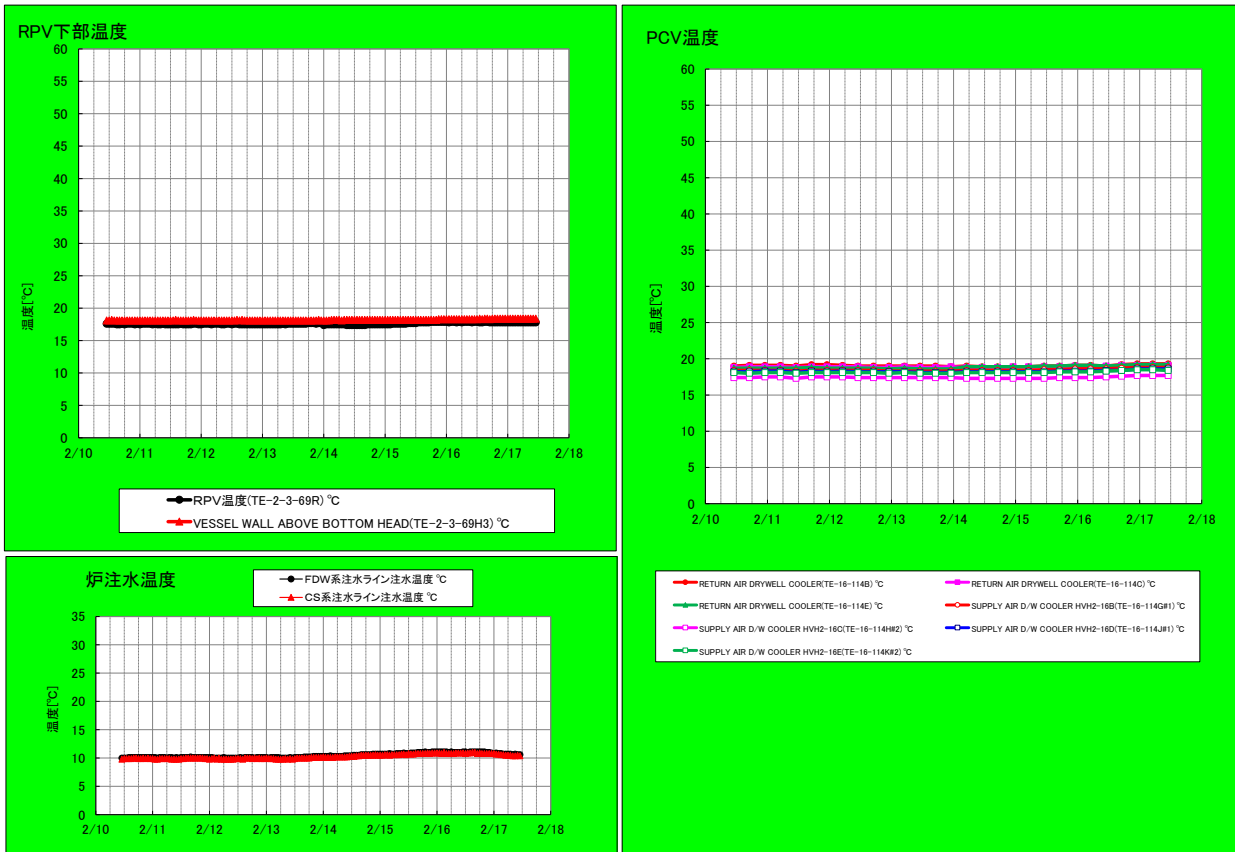 RPV下部温度
60
55
50
45
40
35
30
25
20
15
10
5
0
温度[℃]
2/10 2/11 2/12 2/13 2/14 2/15 2/16 2/17 2/18
RPV温度(TE-2-3-69R) ℃
VESSEL WALL ABOVE BOTTOM HEAD(TE-2-3-69H3) ℃
炉注水温度
FDW系注水ライン注水温度 ℃
CS系注水ライン注水温度 ℃
35
30
25
20
15
10
5
0
温度[℃]
2/10 2/11 2/12 2/13 2/14 2/15 2/16 2/17 2/18
PCV温度
60
55
50
45
40
35
30
25
20
15
10
5
0
温度[℃]
2/10 2/11 2/12 2/13 2/14 2/15 2/16 2/17 2/18
RETURN AIR DRYWELL COOLER(TE-16-114B) ℃
RETURN AIR DRYWELL COOLER(TE-16-114C) ℃
RETURN AIR DRYWELL COOLER(TE-16-114E) ℃
SUPPLY AIR D/W COOLER HVH2-16B(TE-16-114G#1) ℃
SUPPLY AIR D/W COOLER HVH2-16C(TE-16-114H#2) ℃
SUPPLY AIR D/W COOLER HVH2-16D(TE-16-114J#1) ℃
SUPPLY AIR D/W COOLER HVH2-16E(TE-16-114K#2) ℃